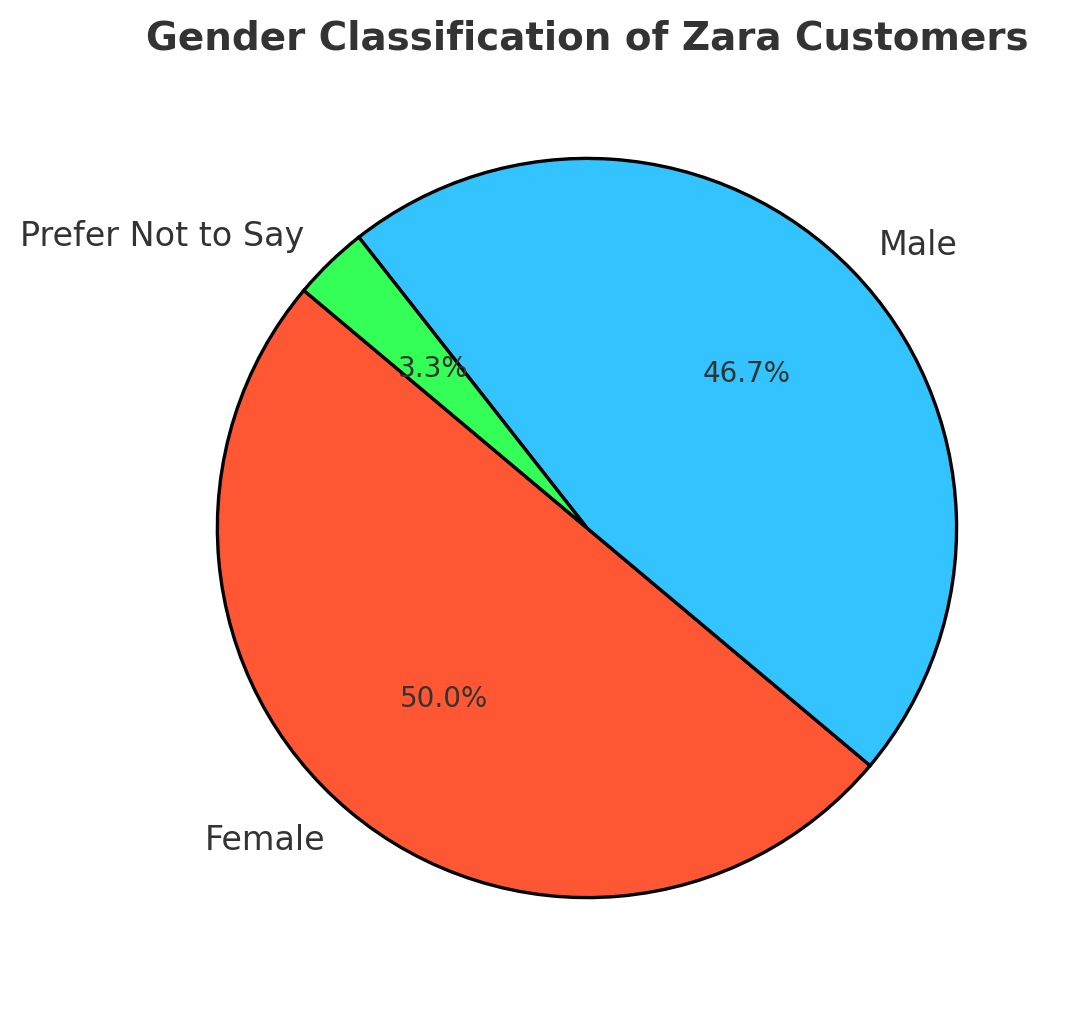 Gender Classification of Zara Customers
Prefer Not to Say
Male
3.3%
46.7%
50.0%
Female